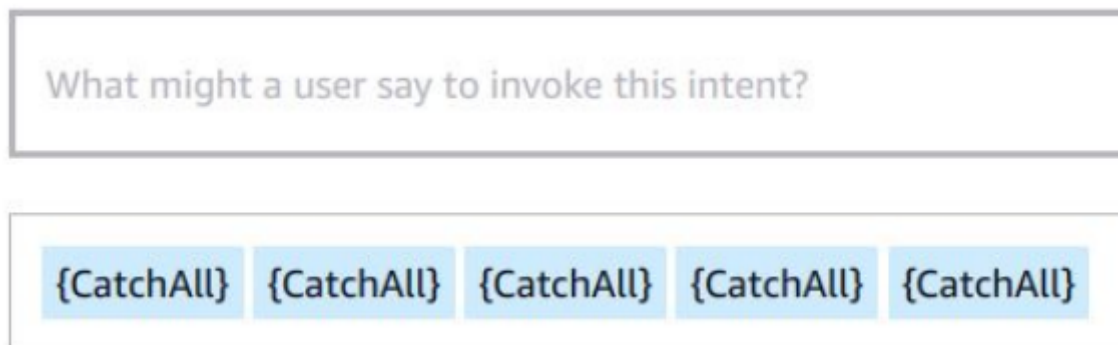 What might a user say to invoke this intent?
{CatchAll} {CatchAll} {CatchAll} {CatchAll} {CatchAll}